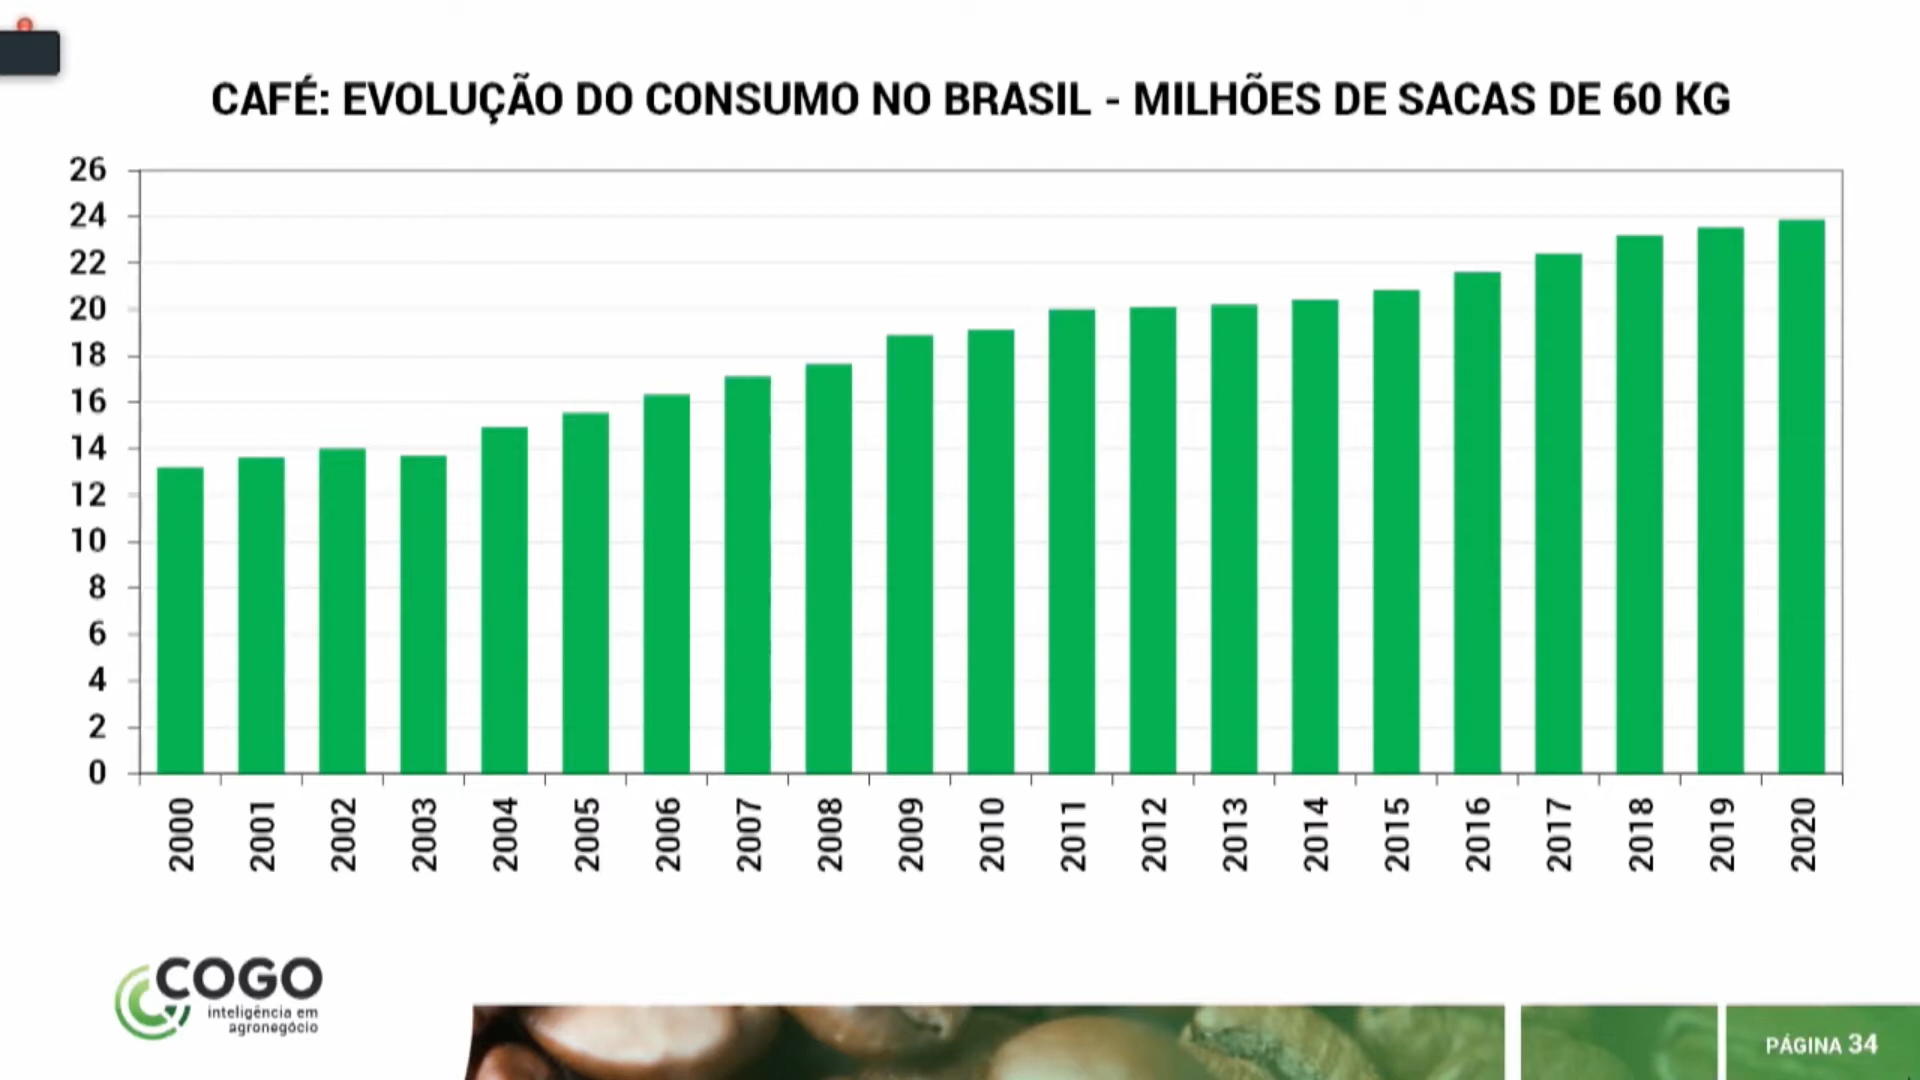 CAFÉ: EVOLUÇÃO DO CONSUMO NO BRASIL - MILHÕES DE SACAS DE 60 KG
26
24
22
20
18
16
14
12
10
8
6
4
2
0
2000 2001 2002 2003 2004 2005 2006 2007 2008 2009 2010 2011 2012 2013 2014 2015 2016 2017 2018 2019 2020
COGO
inteligência em
agronegócio
PÁGINA 34